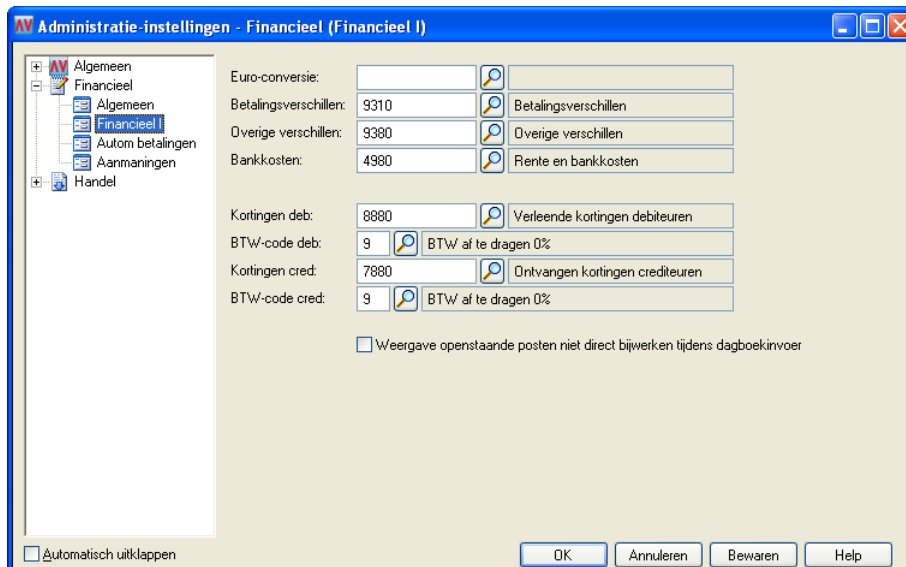 AV Administratie-instellingen - Financieel (Financieel I)
AV Algemeen
Financieel
Algemeen
Financieel I
Autom betalingen
Aanmaningen
Handel
Euro-conversie:
Betalingsverschillen: 9310 Betalingsverschillen
Overige verschillen: 9380 Overige verschillen
Bankkosten: 4980 Rente en bankkosten
Kortingen deb: 8880 Verleende kortingen debiteuren
BTW-code deb: 9 BTW af te dragen 0%
Kortingen cred: 7880 Ontvangen kortingen crediteuren
BTW-code cred: 9 BTW af te dragen 0%
Weergave openstaande posten niet direct bijwerken tijdens dagboekinvoer
Automatisch uitklappen
OK Annuleren Bewaren Help